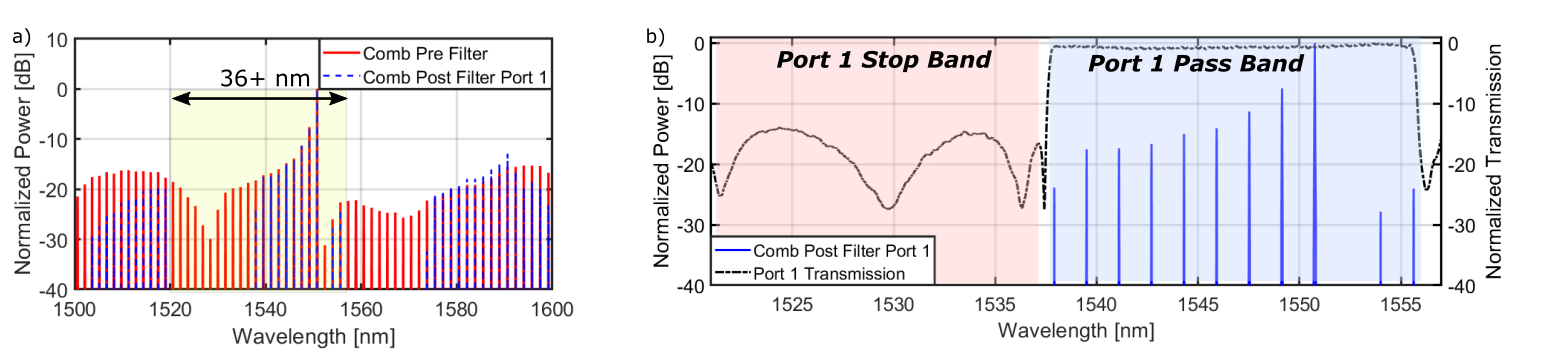 a)
Normalized Power [dB]
10
0
-10
-20
-30
-40
36+ nm
Comb Pre Filter
Comb Post Filter Port 1
1500
1520
1540
1560
1580
1600
Wavelength [nm]
b)
Normalized Power [dB]
0
-10
-20
-30
-40
Port 1 Stop Band
Port 1 Pass Band
Comb Post Filter Port 1
Port 1 Transmission
1525
1530
1535
1540
1545
1550
1555
Wavelength [nm]
0
-10
-20
-30
-40
Normalized Transmission